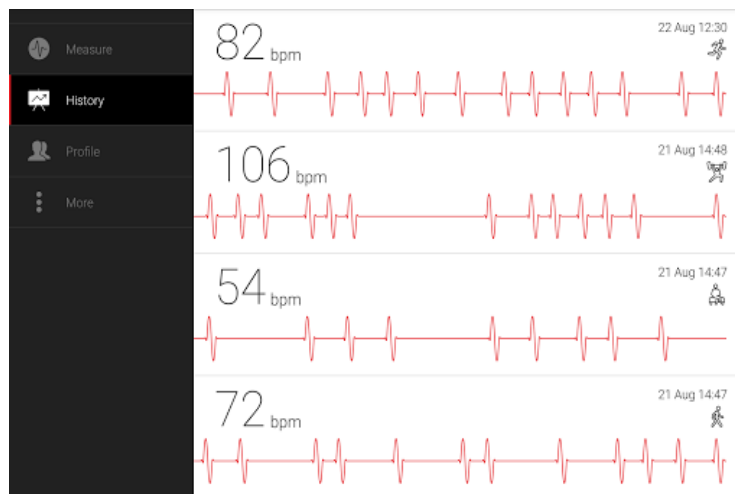 Measure
History
Profile
More
82 bpm
22 Aug 12:30
106 bpm
21 Aug 14:48
54 bpm
21 Aug 14:47
72 bpm
21 Aug 14:47